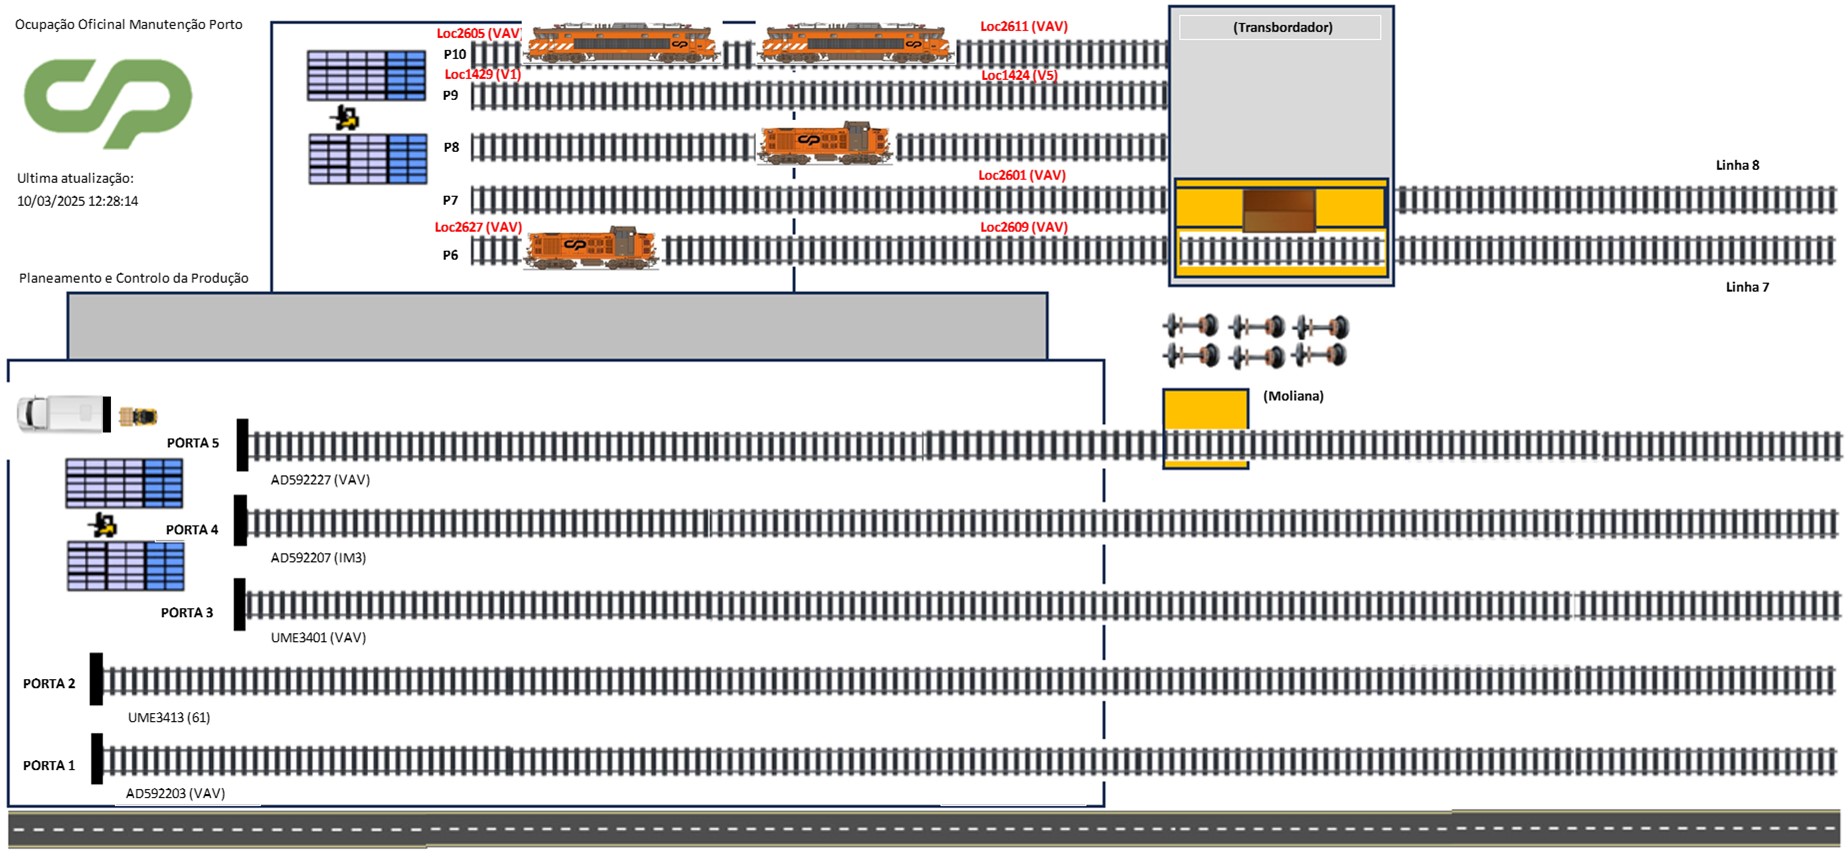 Ocupação Oficinal Manutenção Porto
CP
Ultima atualização:
10/03/2025 12:28:14
Planeamento e Controlo da Produção
Loc2605 (VAV)
Loc2611 (VAV)
P10
Loc1429 (V1)
Loc1424 (V5)
P9
P8
Loc2601 (VAV)
P7
Loc2627 (VAV)
Loc2609 (VAV)
P6
(Transbordador)
Linha 8
Linha 7
(Moliana)
PORTA 5
AD592227 (VAV)
PORTA 4
AD592207 (IM3)
PORTA 3
UME3401 (VAV)
PORTA 2
UME3413 (61)
PORTA 1
AD592203 (VAV)